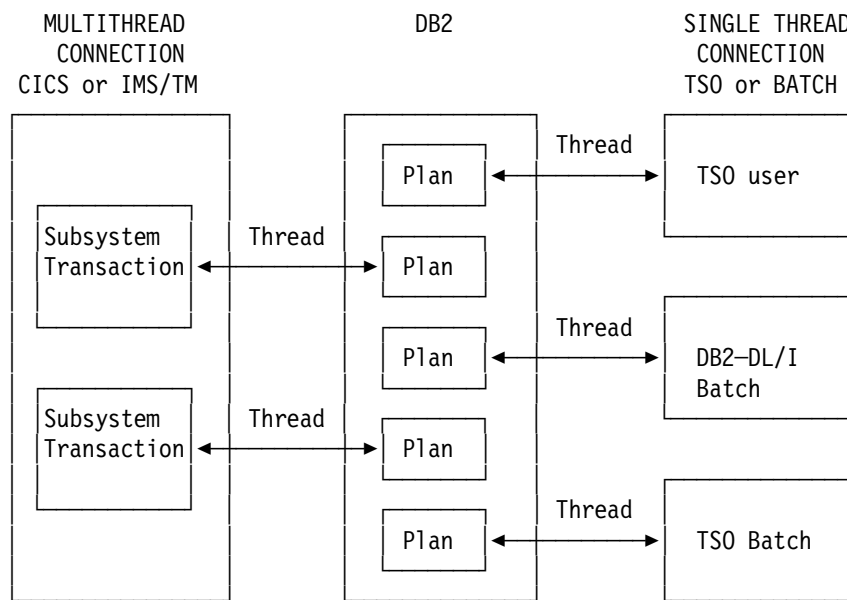 MULTITHREAD
CONNECTION
CICS or IMS/TM
DB2
SINGLE THREAD
CONNECTION
TSO or BATCH
Plan
Thread
TSO user
Subsystem
Transaction
Thread
Plan
Plan
Thread
DB2–DL/I
Batch
Subsystem
Transaction
Thread
Plan
Plan
Thread
TSO Batch